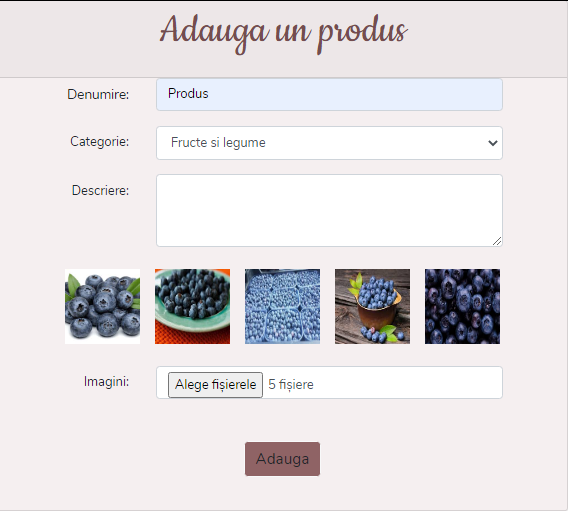 Adauga un produs
Denumire: Produs
Categorie: Fructe si legume
Descriere:
Imagini: Alege fișierele 5 fișiere
Adauga